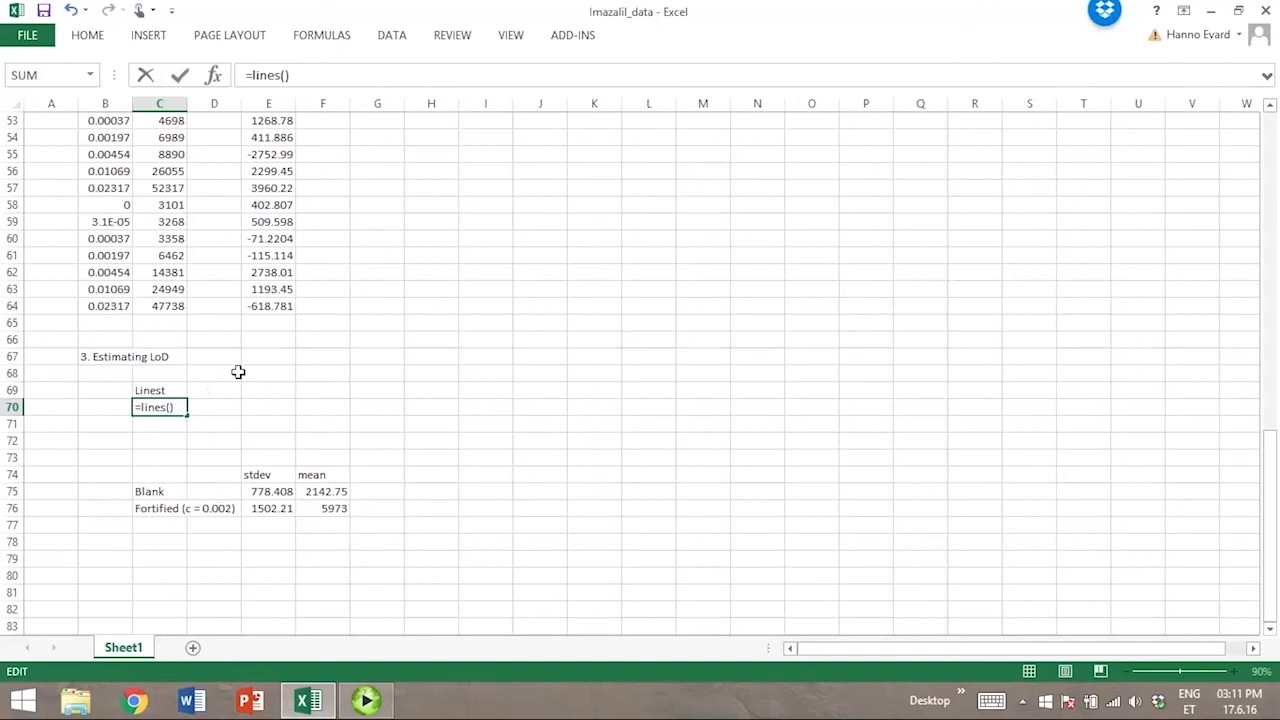 Imazalil_data - Excel
?
FILE HOME INSERT PAGE LAYOUT FORMULAS DATA REVIEW VIEW ADD-INS Hanno Evard
SUM fx =lines()
A B C D E F G H I J K L M N O P Q R S T U V W
53 0.00037 4698 1268.78
54 0.00197 6989 411.886
55 0.00454 8890 -2752.99
56 0.01069 26055 2299.45
57 0.02317 52317 3960.22
58 0 3101 402.807
59 3.1E-05 3268 509.598
60 0.00037 3358 -71.2204
61 0.00197 6462 -115.114
62 0.00454 14381 2738.01
63 0.01069 24949 1193.45
64 0.02317 47738 -618.781
65
66
67 3. Estimating LoD
68
69 Linest
70 =lines()
71
72
73
74 stdev mean
75 Blank 778.408 2142.75
76 Fortified (c = 0.002) 1502.21 5973
77
78
79
80
81
82
83
Sheet1
EDIT 90%
Desktop ENG 03:11 PM
ET 17.6.16